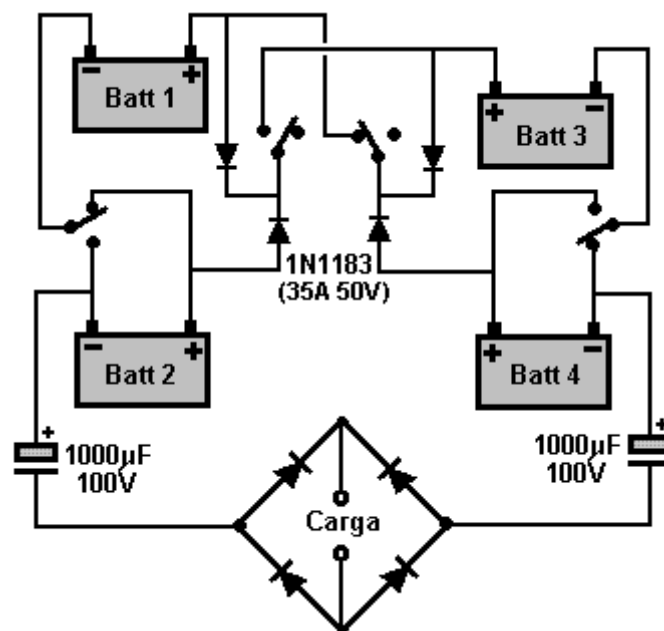 - +
Batt 1
+ -
Batt 3
1N1183
(35A 50V)
- +
Batt 2
+ -
Batt 4
+
1000µF
100V
+
1000µF
100V
Carga